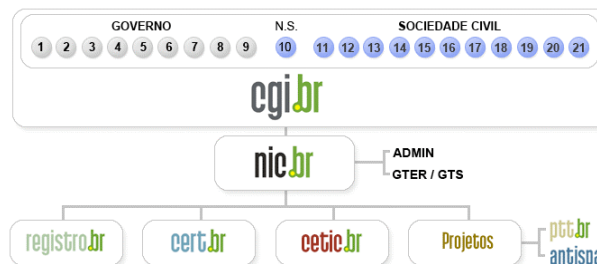 GOVERNO N.S. SOCIEDADE CIVIL
1 2 3 4 5 6 7 8 9 10 11 12 13 14 15 16 17 18 19 20 21
cgi.br
nic.br
ADMIN
GTER / GTS
registro.br cert.br cetic.br Projetos
ptt.br
antispa